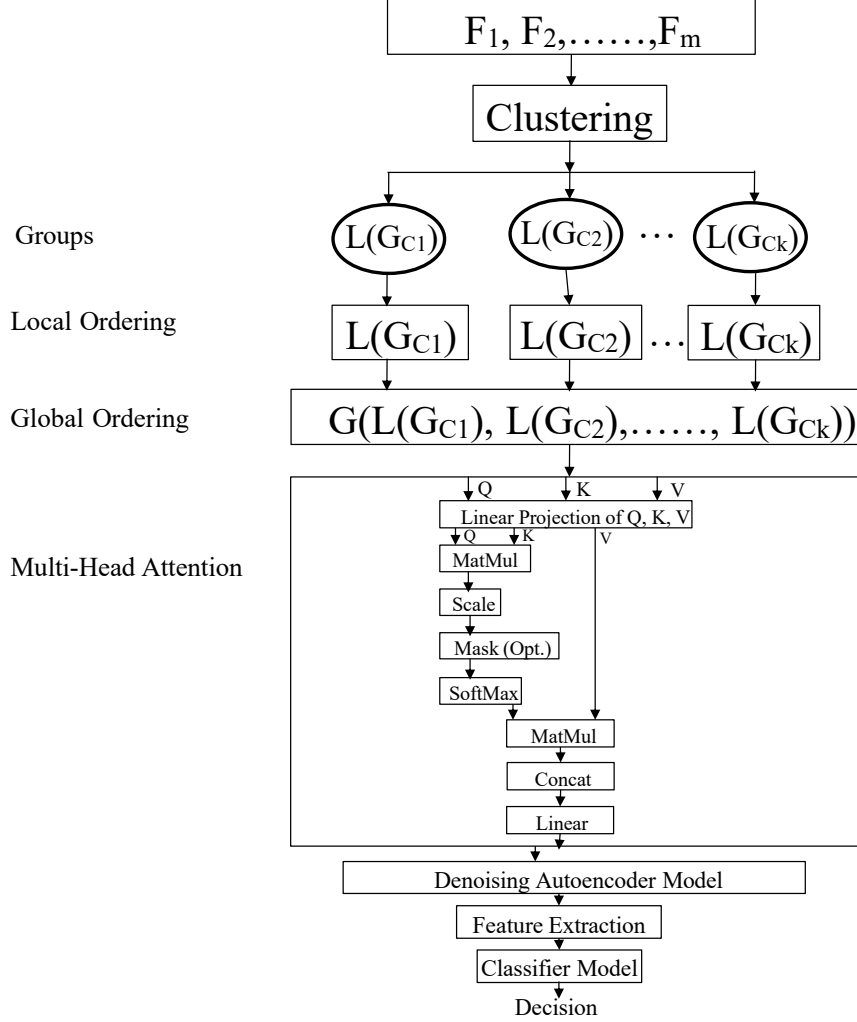 F1, F2,……,Fm
Clustering
Groups L(GC1) L(GC2) … L(GCk)
Local Ordering L(GC1) L(GC2) … L(GCk)
Global Ordering G(L(GC1), L(GC2),……, L(GCk))
Q K V
Linear Projection of Q, K, V
Q K V
Multi-Head Attention MatMul
Scale
Mask (Opt.)
SoftMax
MatMul
Concat
Linear
Denoising Autoencoder Model
Feature Extraction
Classifier Model
Decision